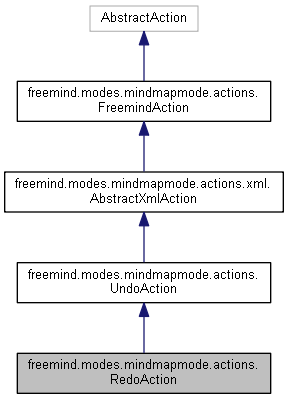 AbstractAction
freemind.modes.mindmapmode.actions.
FreemindAction
freemind.modes.mindmapmode.actions.xml.
AbstractXmlAction
freemind.modes.mindmapmode.actions.
UndoAction
freemind.modes.mindmapmode.actions.
RedoAction